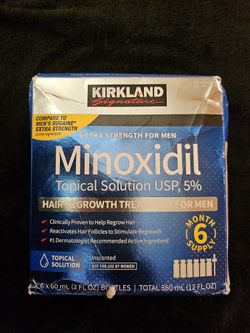 KIRKLAND
Signature
COMPARE TO
MEN'S ROGAINE®
EXTRA STRENGTH
Active Ingredient*
EXTRA STRENGTH FOR MEN
Minoxidil
Topical Solution USP, 5%
HAIR REGROWTH TREATMENT FOR MEN
• Clinically Proven to Help Regrow Hair
• Reactivates Hair Follicles to Stimulate Regrowth
• #1 Dermatologist Recommended Active Ingredient
MONTH
6
SUPPLY
TOPICAL
SOLUTION
Unscented
NOT FOR USE BY WOMEN
6 x 60 mL (2 FL OZ) BOTTLES | TOTAL 360 mL (12 FL OZ)